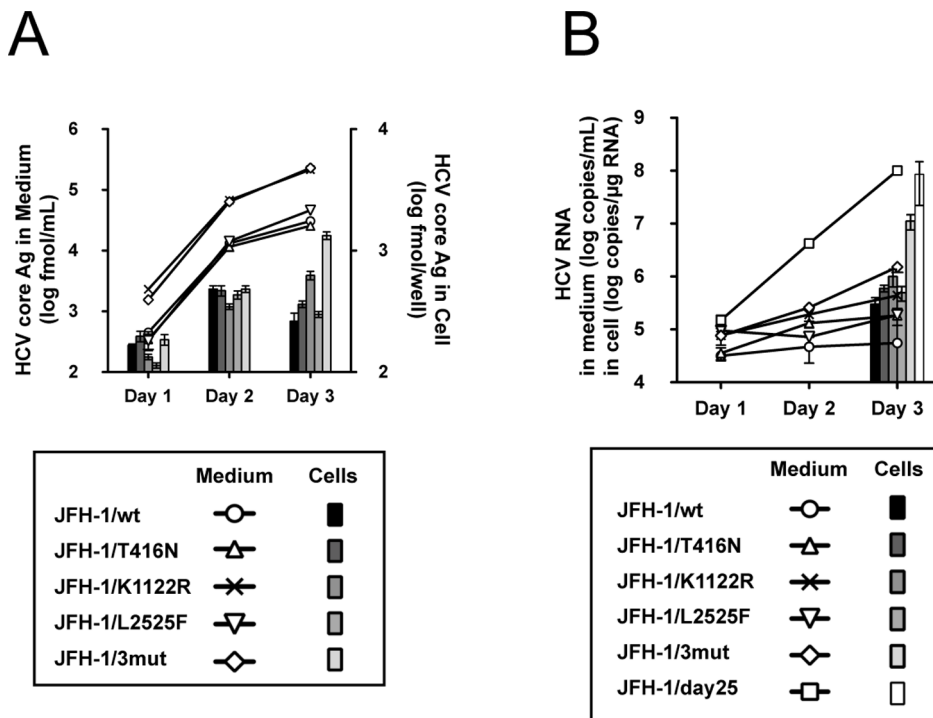 A
HCV core Ag in Medium
(log fmol/mL)
6
5
4
3
2
4
3
2
HCV core Ag in Cell
(log fmol/well)
Day 1 Day 2 Day 3
Medium Cells
JFH-1/wt
JFH-1/T416N
JFH-1/K1122R
JFH-1/L2525F
JFH-1/3mut
B
HCV RNA
in medium (log copies/mL)
in cell (log copies/µg RNA)
9
8
7
6
5
4
Day 1 Day 2 Day 3
Medium Cells
JFH-1/wt
JFH-1/T416N
JFH-1/K1122R
JFH-1/L2525F
JFH-1/3mut
JFH-1/day25